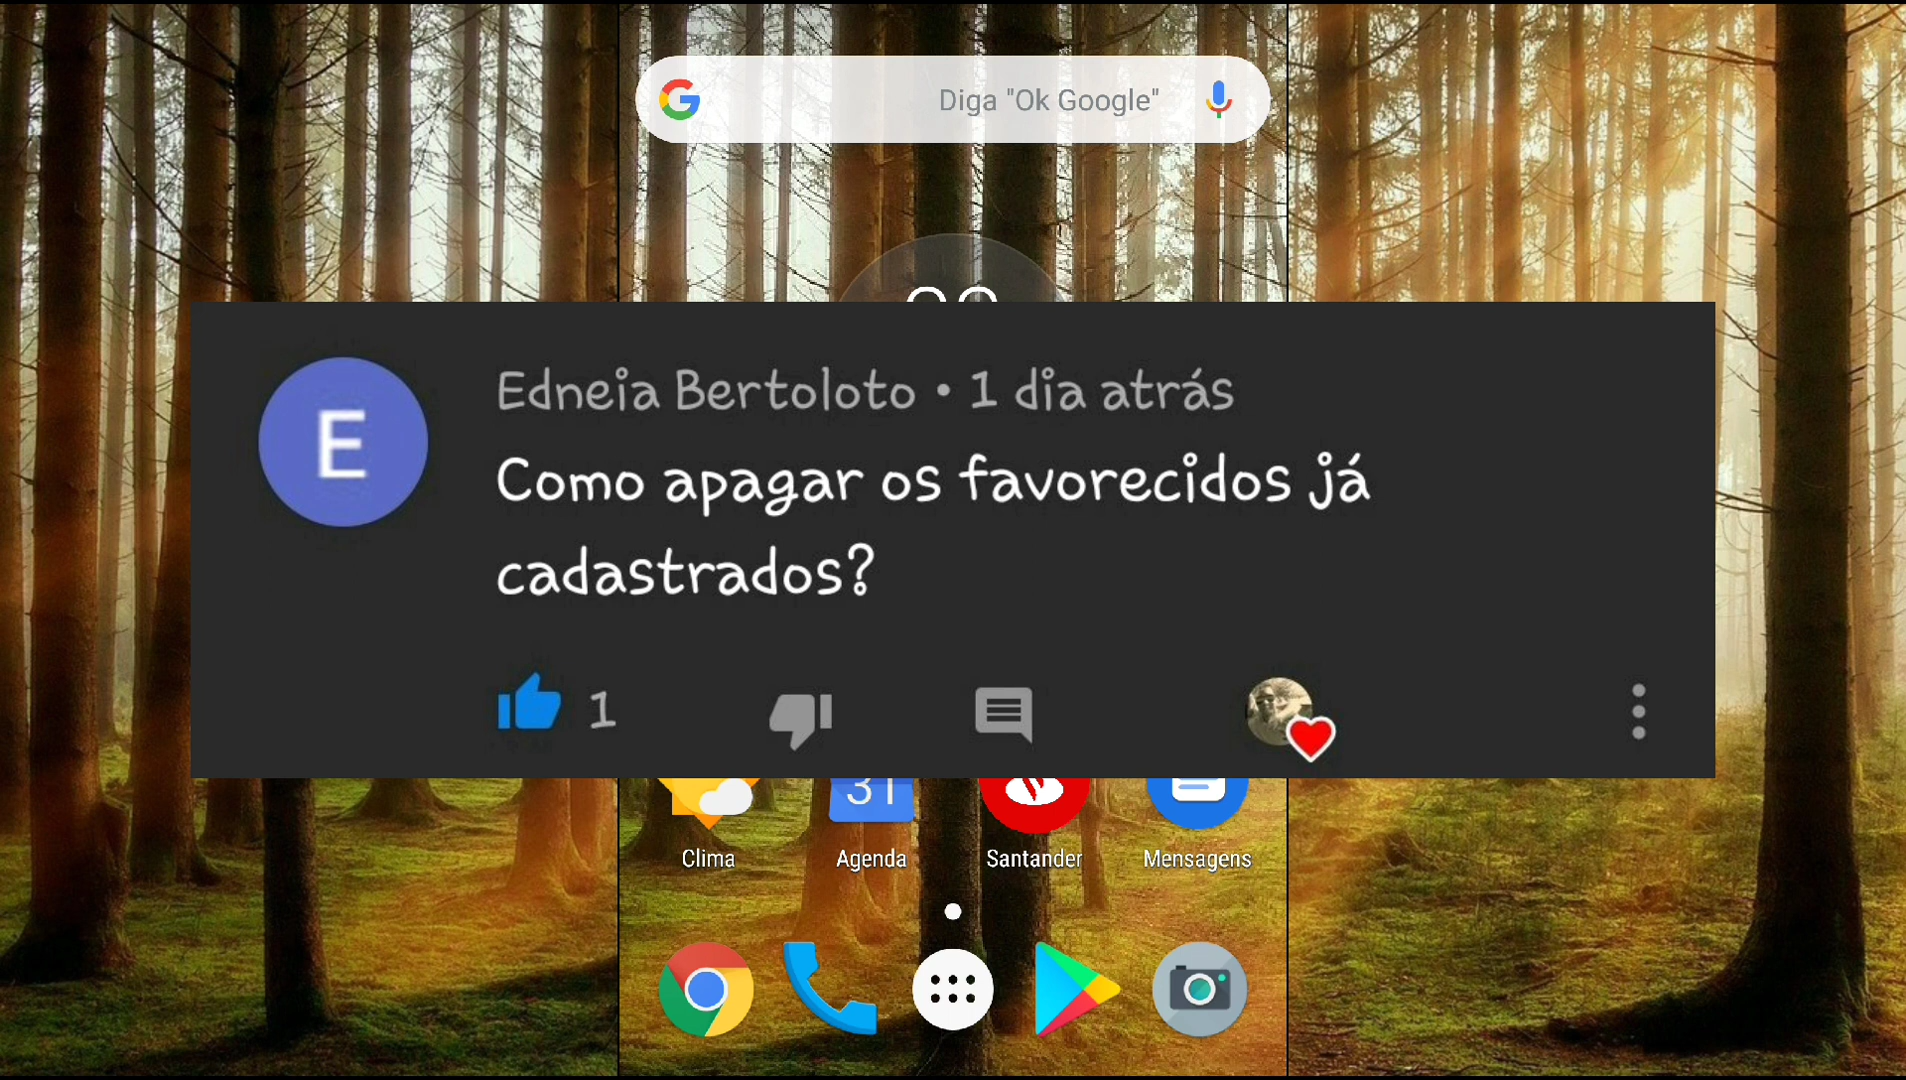 Diga "Ok Google"
E
Edneia Bertoloto • 1 dia atrás
Como apagar os favorecidos já
cadastrados?
1
31
Clima
Agenda
Santander
Mensagens